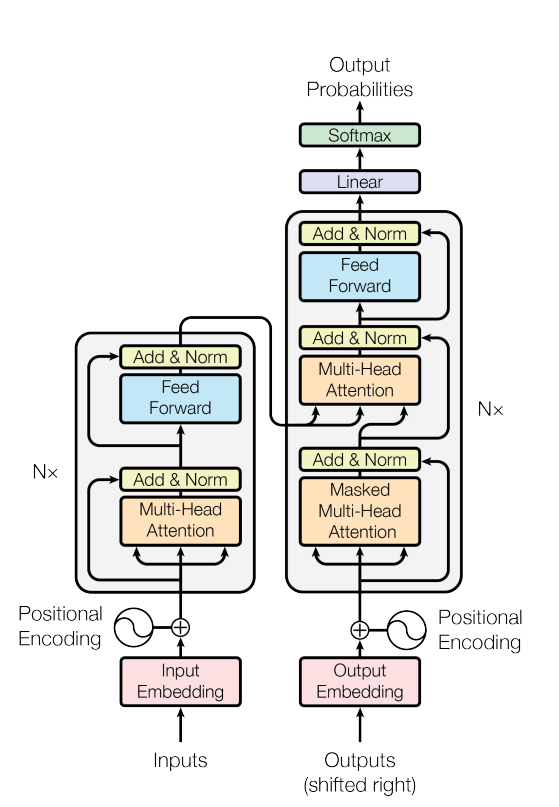 Output
Probabilities
Softmax
Linear
Add & Norm
Feed
Forward
Add & Norm
Multi-Head
Attention
Add & Norm
Masked
Multi-Head
Attention
N×
Add & Norm
Feed
Forward
Add & Norm
Multi-Head
Attention
N×
Positional
Encoding
Positional
Encoding
Input
Embedding
Output
Embedding
Inputs
Outputs
(shifted right)